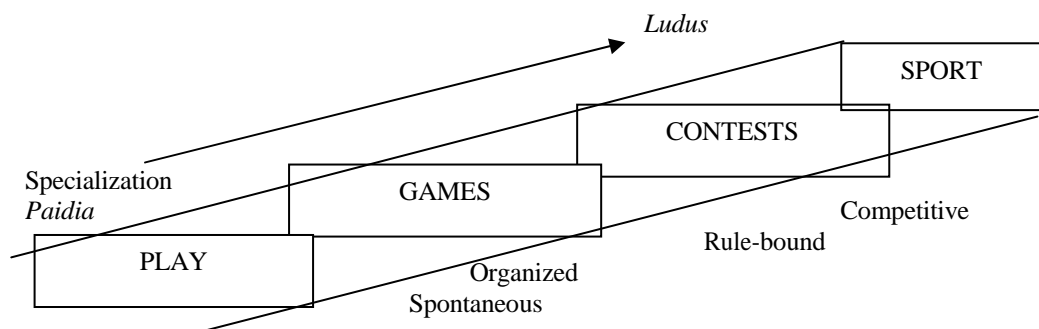 Ludus
SPORT
CONTESTS
Specialization
Paidia
GAMES
Competitive
Rule-bound
PLAY
Organized
Spontaneous